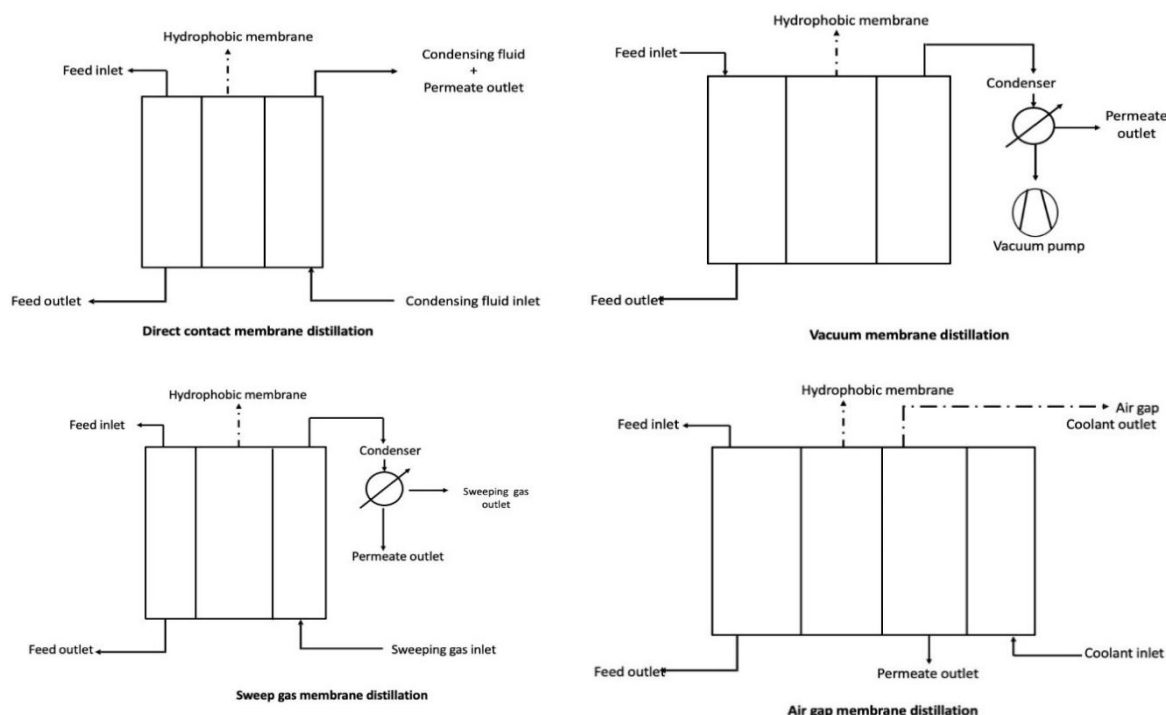 Hydrophobic membrane
Feed inlet
Condensing fluid
+
Permeate outlet
Feed outlet
Condensing fluid inlet
Direct contact membrane distillation
Hydrophobic membrane
Feed inlet
Condenser
Permeate
outlet
Vacuum pump
Feed outlet
Vacuum membrane distillation
Hydrophobic membrane
Feed inlet
Condenser
Sweeping gas
outlet
Permeate outlet
Feed outlet
Sweeping gas inlet
Sweep gas membrane distillation
Hydrophobic membrane
Air gap
Feed inlet
Coolant outlet
Feed outlet
Permeate outlet
Coolant inlet
Air gap membrane distillation